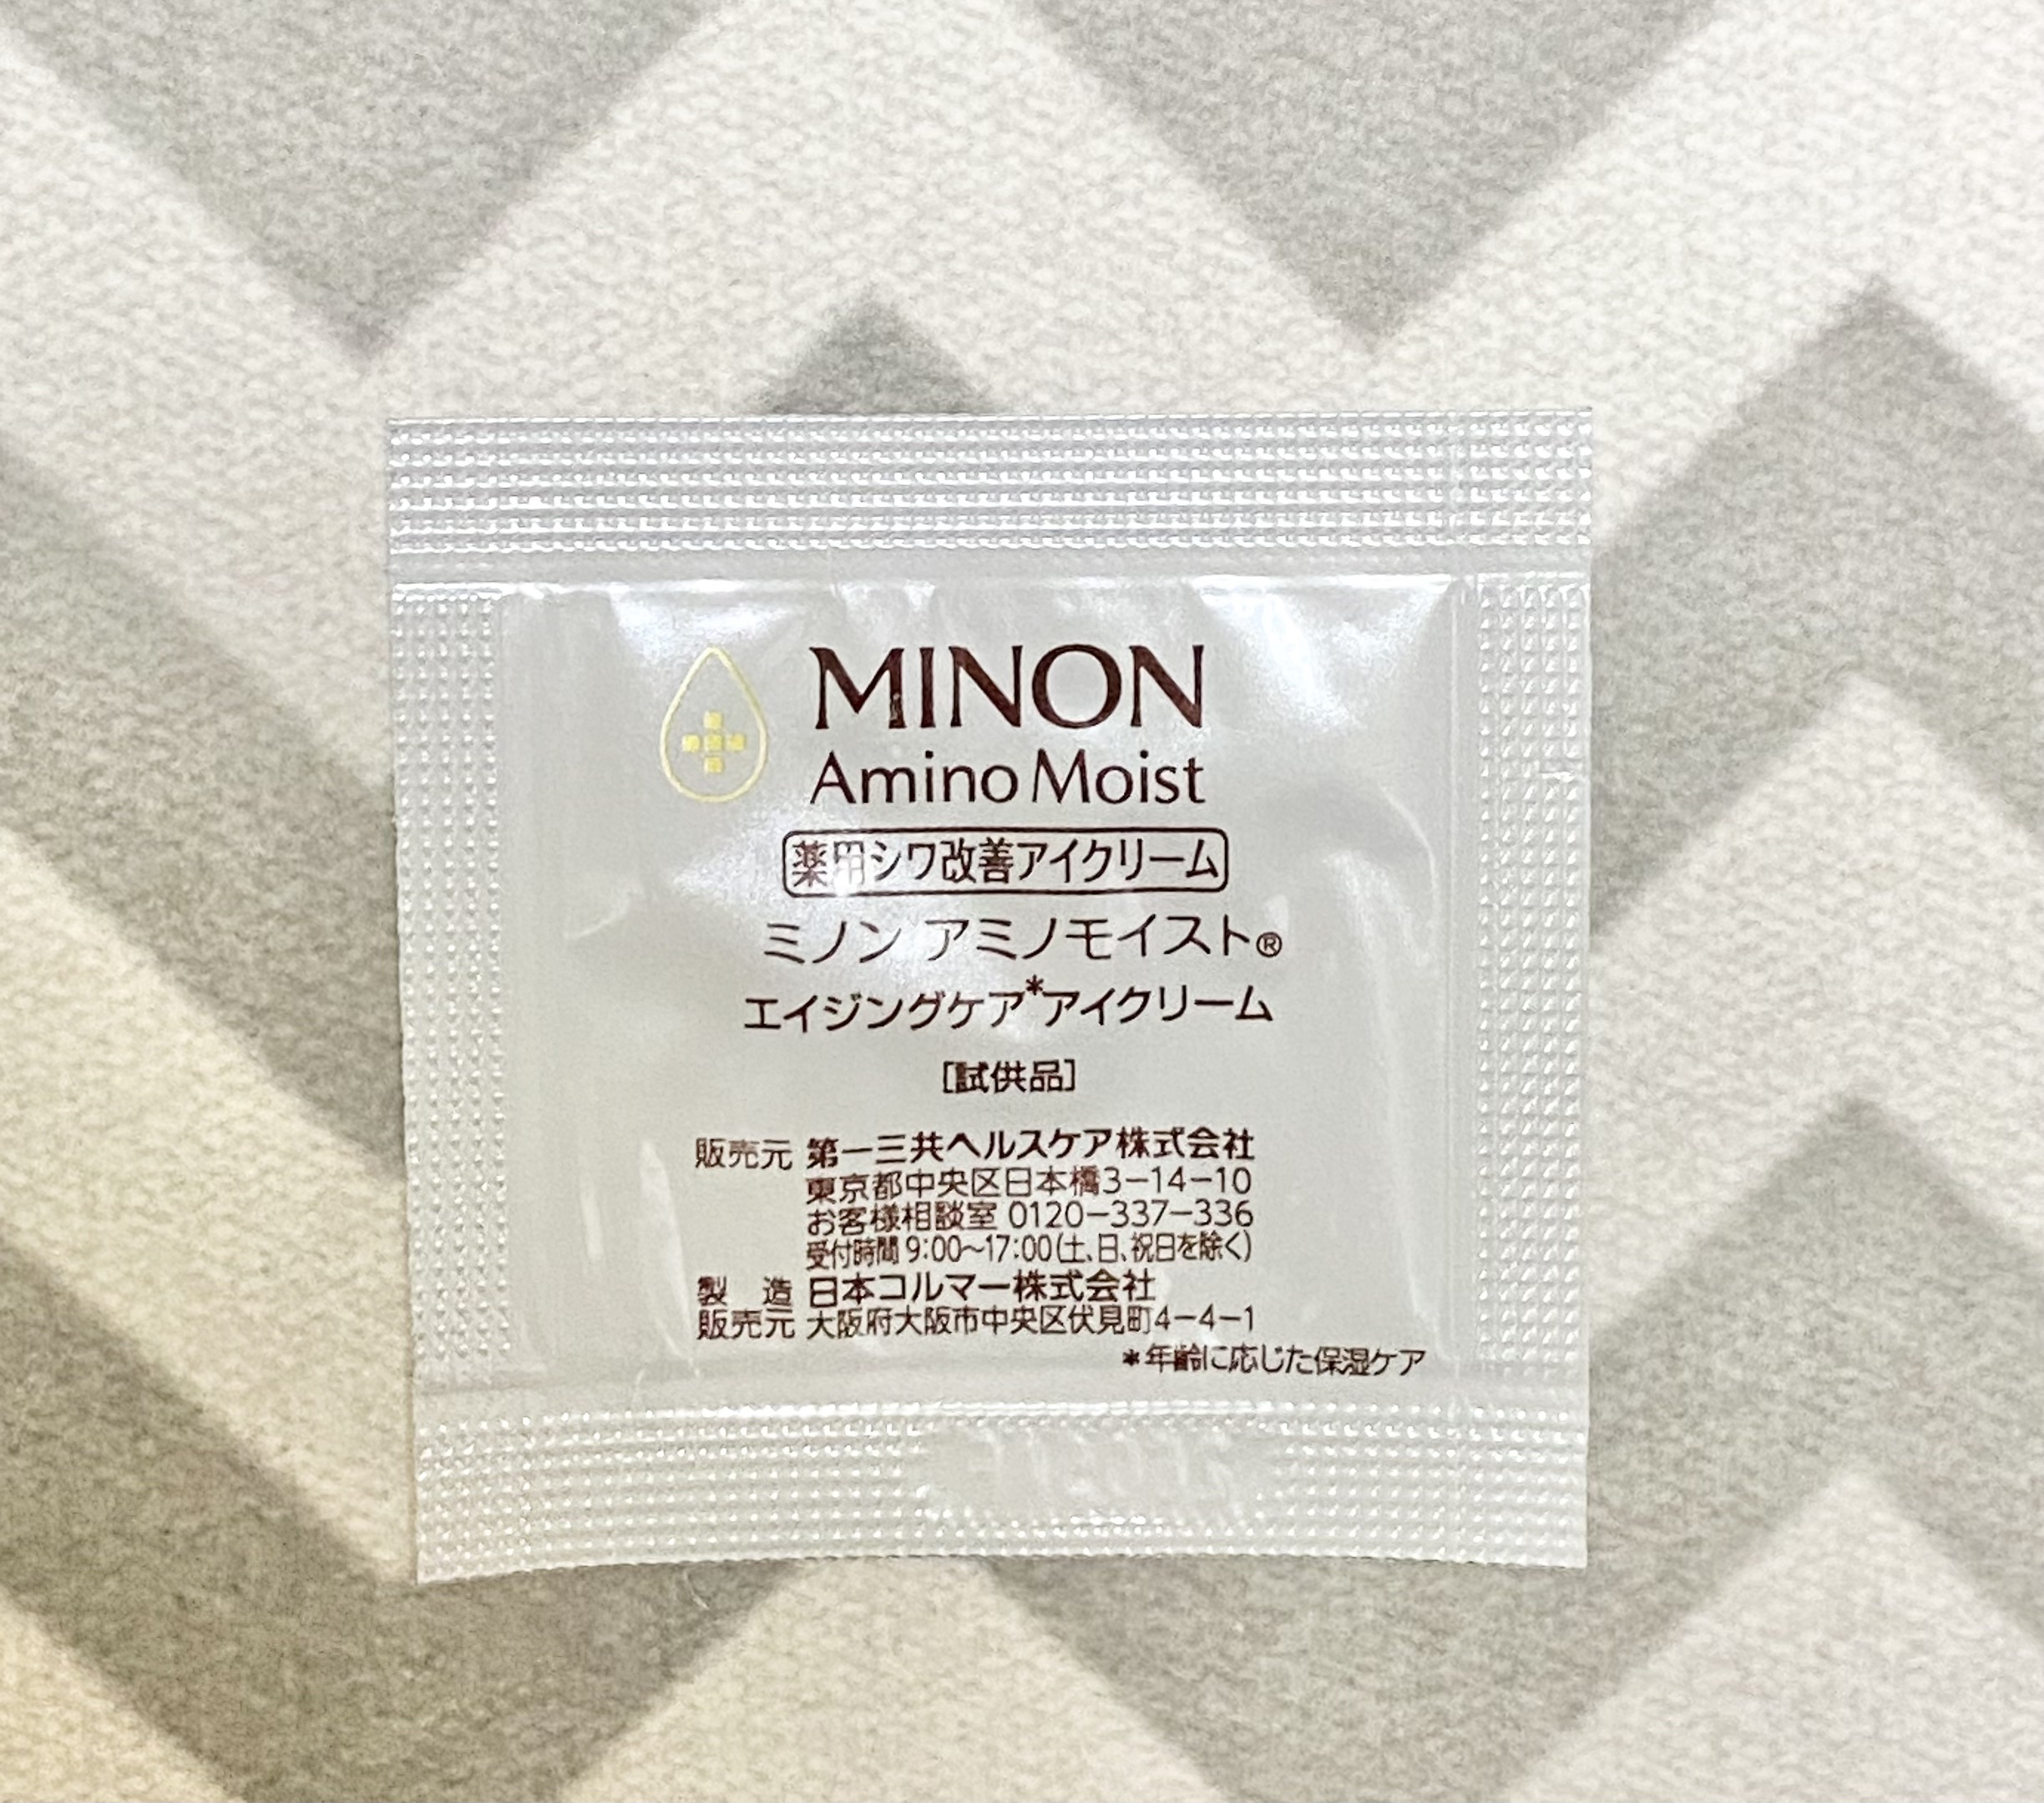 MINON
Amino Moist
薬用シワ改善アイクリーム
ミノン アミノモイスト®
エイジングケア*アイクリーム
[試供品]
販売元 第一三共ヘルスケア株式会社
東京都中央区日本橋3-14-10
お客様相談室 0120-337-336
受付時間 9:00~17:00(土、日、祝日を除く)
製 造 日本コルマー株式会社
販売元 大阪府大阪市中央区伏見町4-4-1
*年齢に応じた保湿ケア